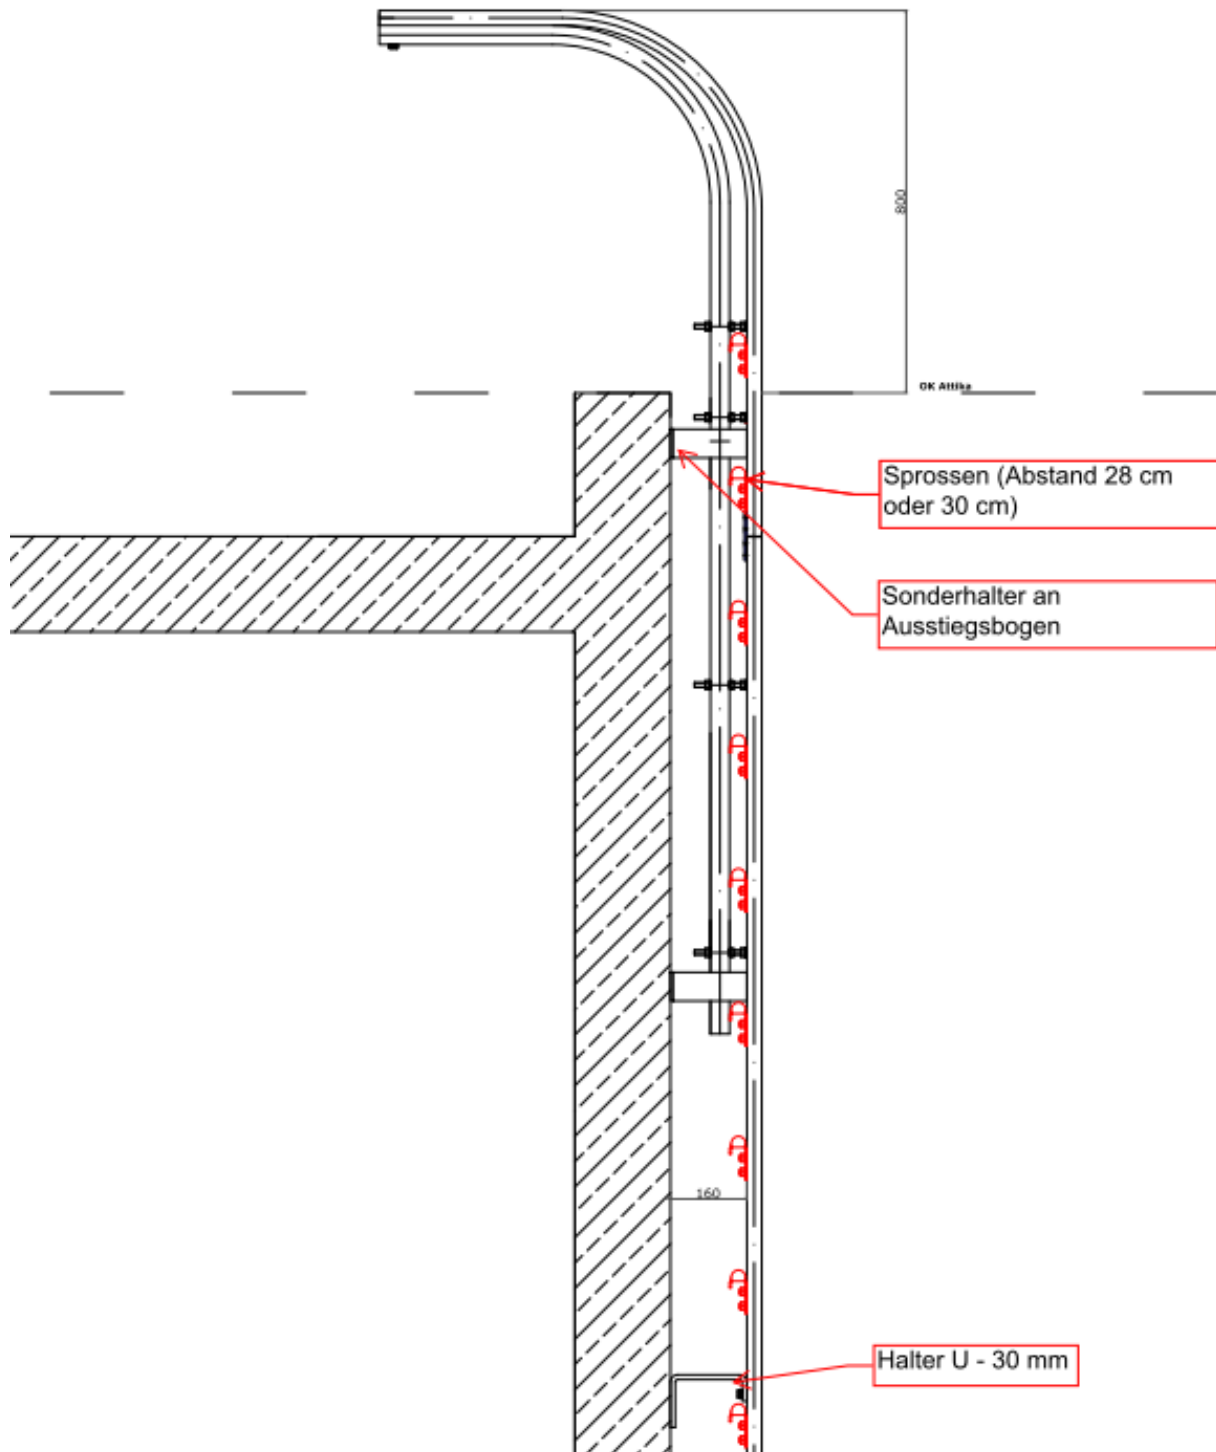 800
OK Attika
Sprossen (Abstand 28 cm
oder 30 cm)
Sonderhalter an
Ausstiegsbogen
160
Halter U - 30 mm